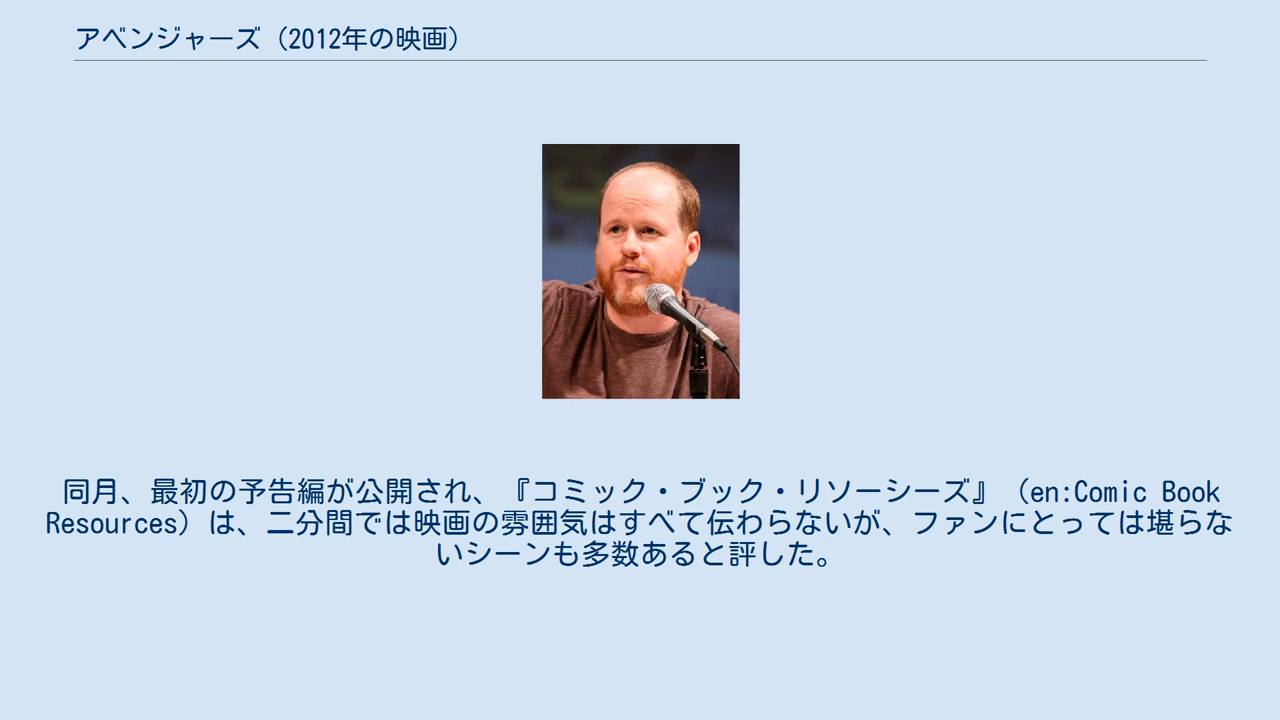 アベンジャーズ（2012年の映画）
同月、最初の予告編が公開され、『コミック・ブック・リソーシーズ』（en:Comic Book
Resources）は、二分間では映画の雰囲気はすべて伝わらないが、ファンにとっては堪らな
いシーンも多数あると評した。